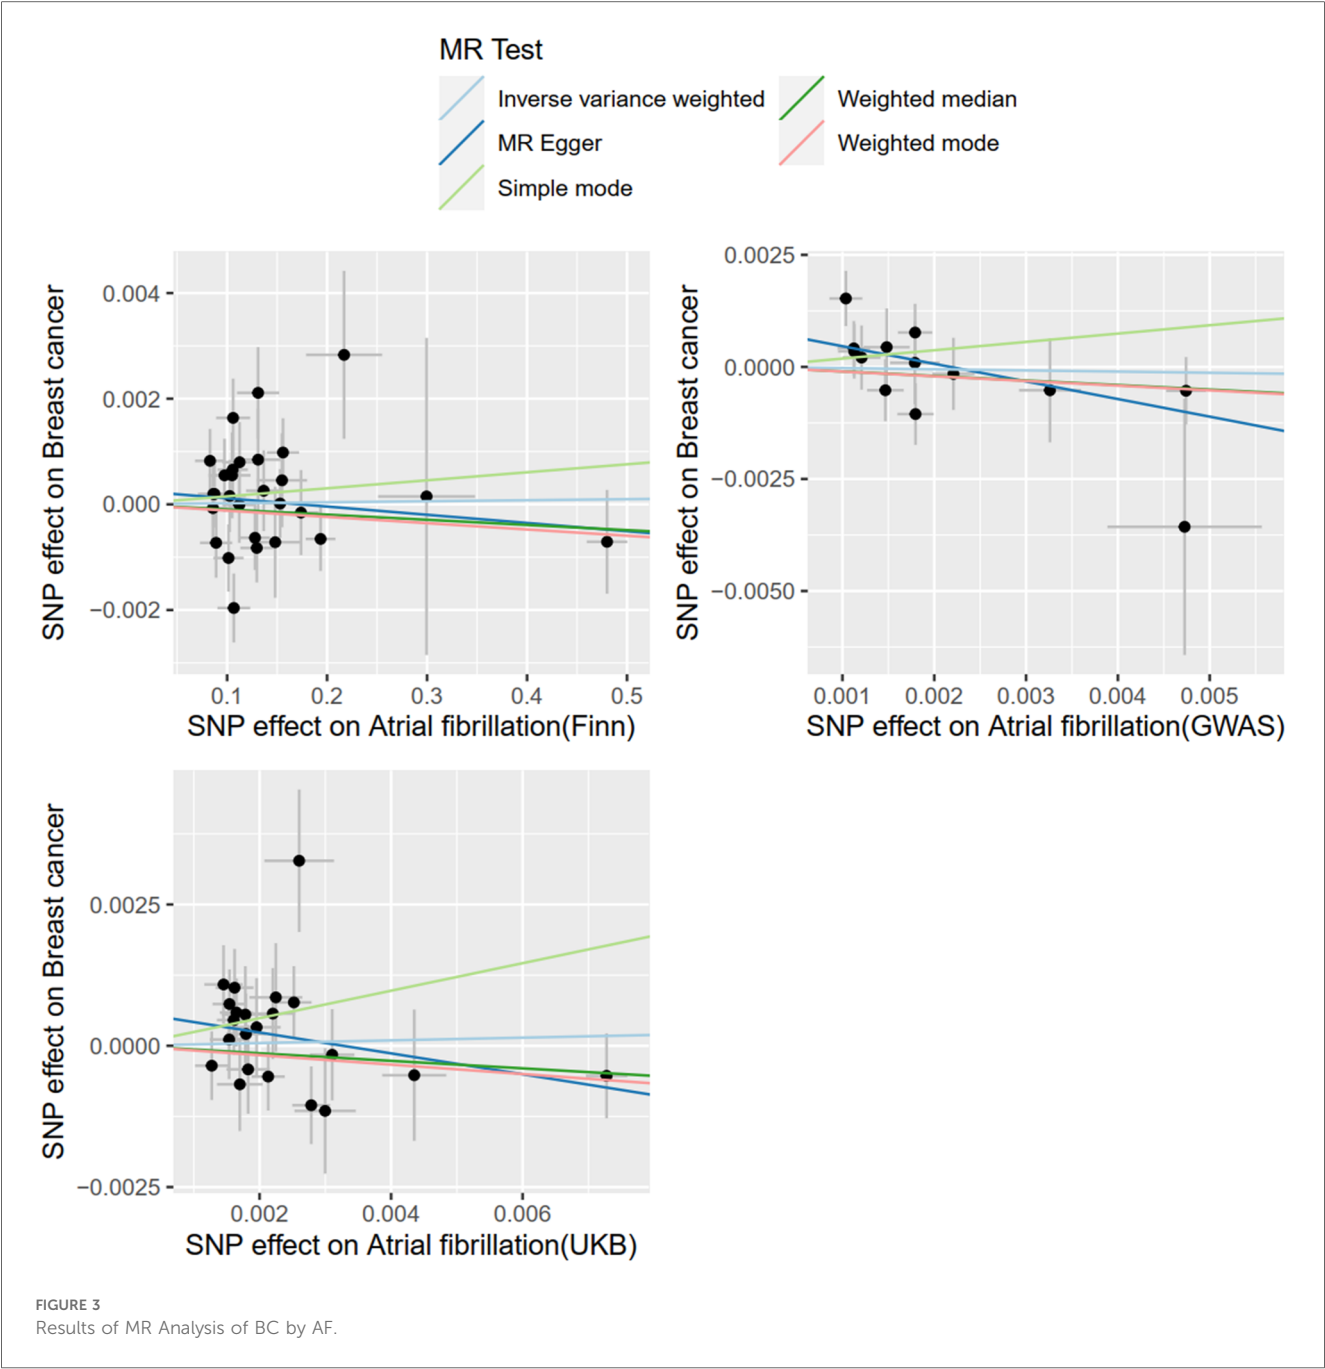 MR Test
Inverse variance weighted
Weighted median
MR Egger
Weighted mode
Simple mode
SNP effect on Breast cancer
0.004
0.002
0.000
−0.002
0.1 0.2 0.3 0.4 0.5
SNP effect on Atrial fibrillation(Finn)
SNP effect on Breast cancer
0.0025
0.0000
−0.0025
−0.0050
0.001 0.002 0.003 0.004 0.005
SNP effect on Atrial fibrillation(GWAS)
SNP effect on Breast cancer
0.0025
0.0000
−0.0025
0.002 0.004 0.006
SNP effect on Atrial fibrillation(UKB)
FIGURE 3
Results of MR Analysis of BC by AF.